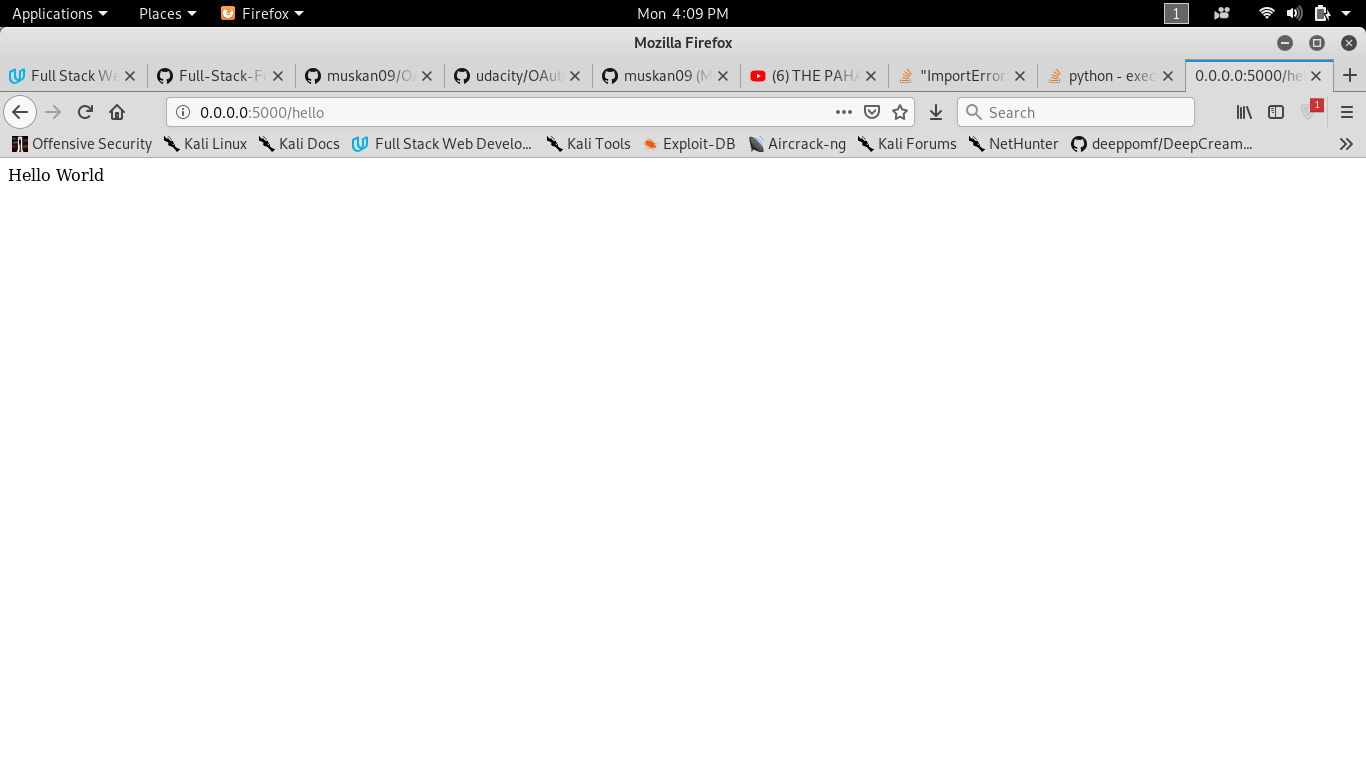 Applications Places Firefox Mon 4:09 PM 1
Mozilla Firefox
Full Stack We Full-Stack-F muskan09/O udacity/OAut muskan09 (M (6) THE PAHA "ImportError: python - exec 0.0.0.0:5000/hel
0.0.0.0:5000/hello Search 1
Offensive Security Kali Linux Kali Docs Full Stack Web Develo... Kali Tools Exploit-DB Aircrack-ng Kali Forums NetHunter deeppomf/DeepCream...
Hello World